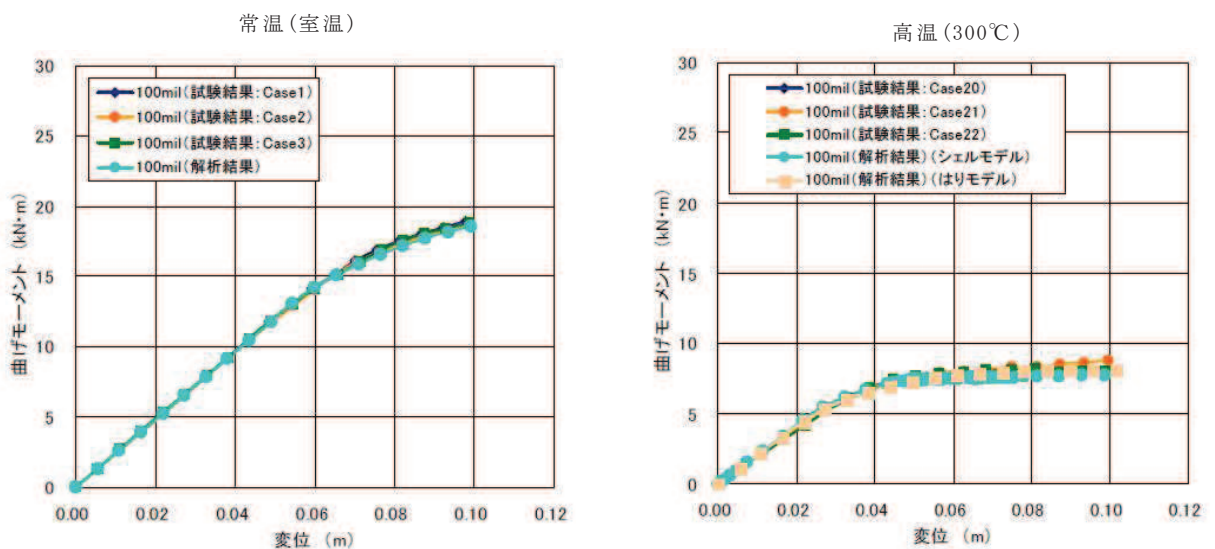 常温(室温)
30
25
20
15
10
5
0
曲げモーメント (kN・m)
100mil(試験結果:Case1)
100mil(試験結果:Case2)
100mil(試験結果:Case3)
100mil(解析結果)
0.00 0.02 0.04 0.06 0.08 0.10 0.12
変位 (m)
高温(300℃)
30
25
20
15
10
5
0
曲げモーメント (kN・m)
100mil(試験結果:Case20)
100mil(試験結果:Case21)
100mil(試験結果:Case22)
100mil(解析結果)(シェルモデル)
100mil(解析結果)(はりモデル)
0.00 0.02 0.04 0.06 0.08 0.10 0.12
変位 (m)